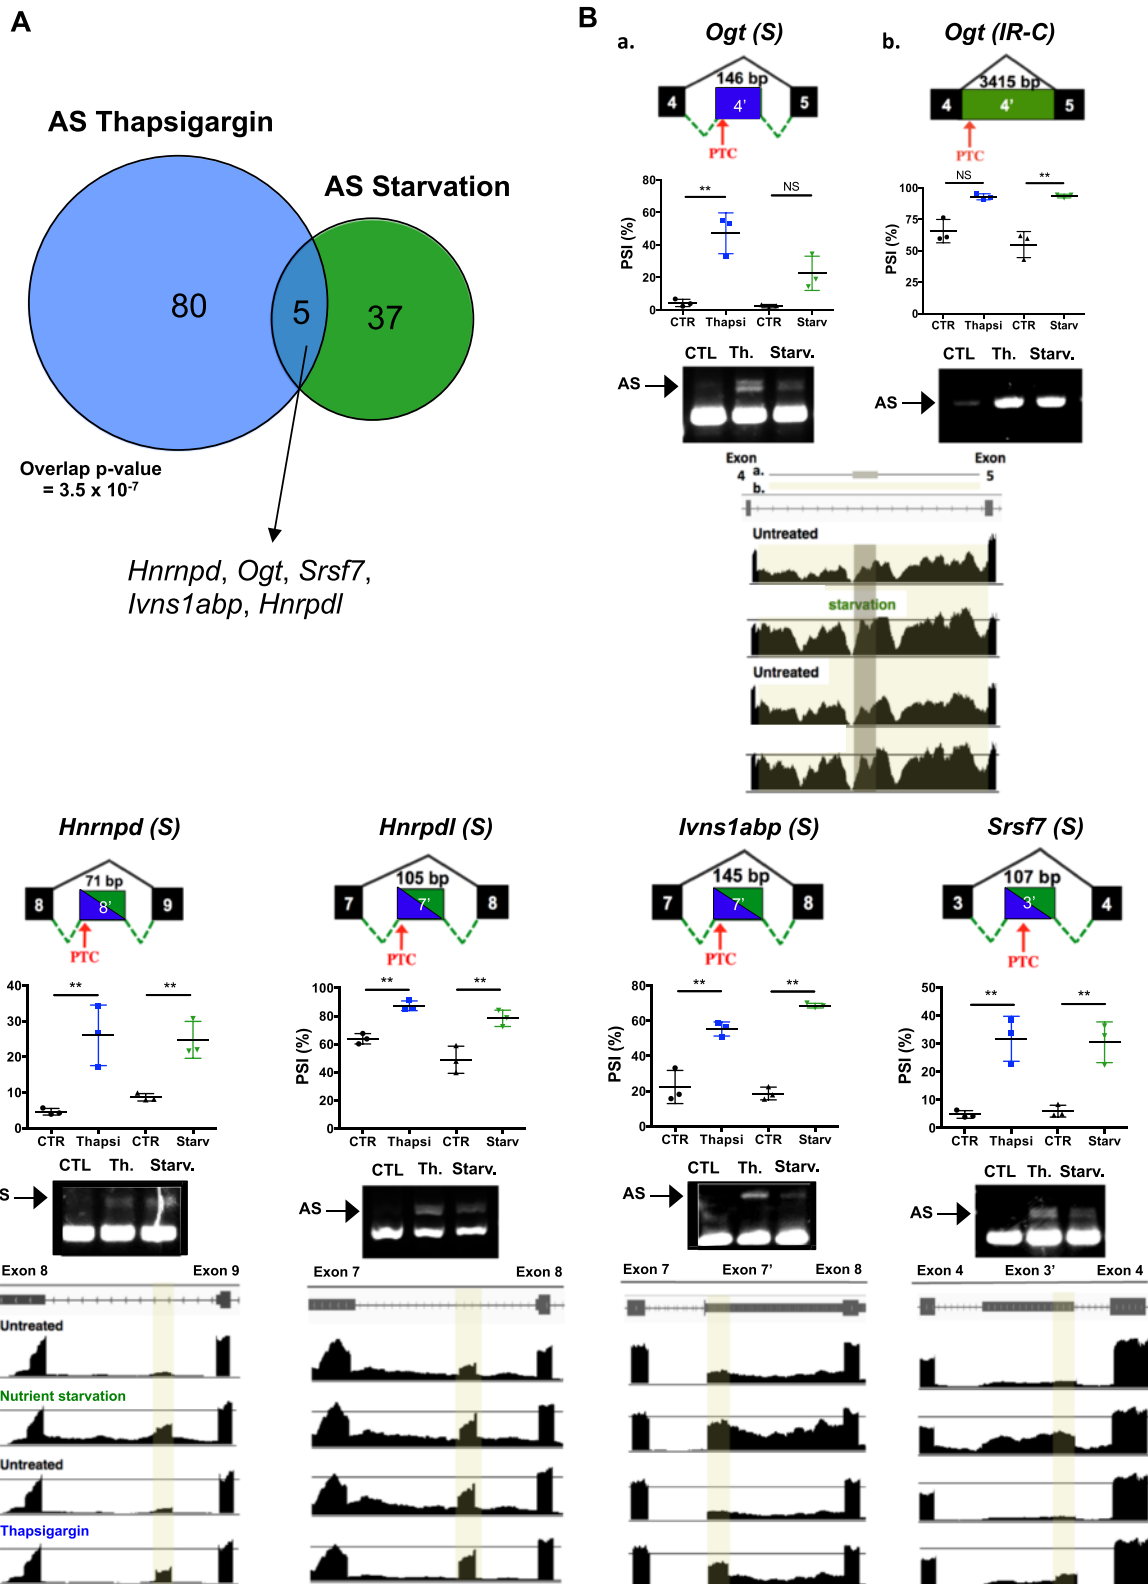 A
AS Thapsigargin
AS Starvation
80
5
37
Overlap p-value
= 3.5 x 10-7
Hnrnpd, Ogt, Srsf7,
Ivns1abp, Hnrpdl
B
a.
Ogt (S)
b.
Ogt (IR-C)
146 bp
4
4'
5
PTC
3415 bp
4
4'
5
PTC
80
60
40
20
0
PSI (%)
**
NS
CTR
Thapsi
CTR
Starv
100
75
50
25
0
PSI (%)
NS
**
CTR
Thapsi
CTR
Starv
CTL Th. Starv.
AS
CTL Th. Starv.
AS
Exon
4
a.
b.
Exon
5
Untreated
starvation
Untreated
Hnrnpd (S)
Hnrpdl (S)
Ivns1abp (S)
Srsf7 (S)
71 bp
8
8'
9
PTC
105 bp
7
7'
8
PTC
145 bp
7
7'
8
PTC
107 bp
3
3'
4
PTC
40
30
20
10
0
**
**
CTR
Thapsi
CTR
Starv
100
80
60
40
20
0
PSI (%)
**
**
CTR
Thapsi
CTR
Starv
80
60
40
20
0
PSI (%)
**
**
CTR
Thapsi
CTR
Starv
50
40
30
20
10
0
PSI (%)
**
**
CTR
Thapsi
CTR
Starv
CTL Th. Starv.
S
CTL Th. Starv.
AS
CTL Th. Starv.
AS
CTL Th. Starv.
AS
Exon 8
Exon 9
Exon 7
Exon 8
Exon 7
Exon 7'
Exon 8
Exon 4
Exon 3'
Exon 4
Untreated
Nutrient starvation
Untreated
Thapsigargin